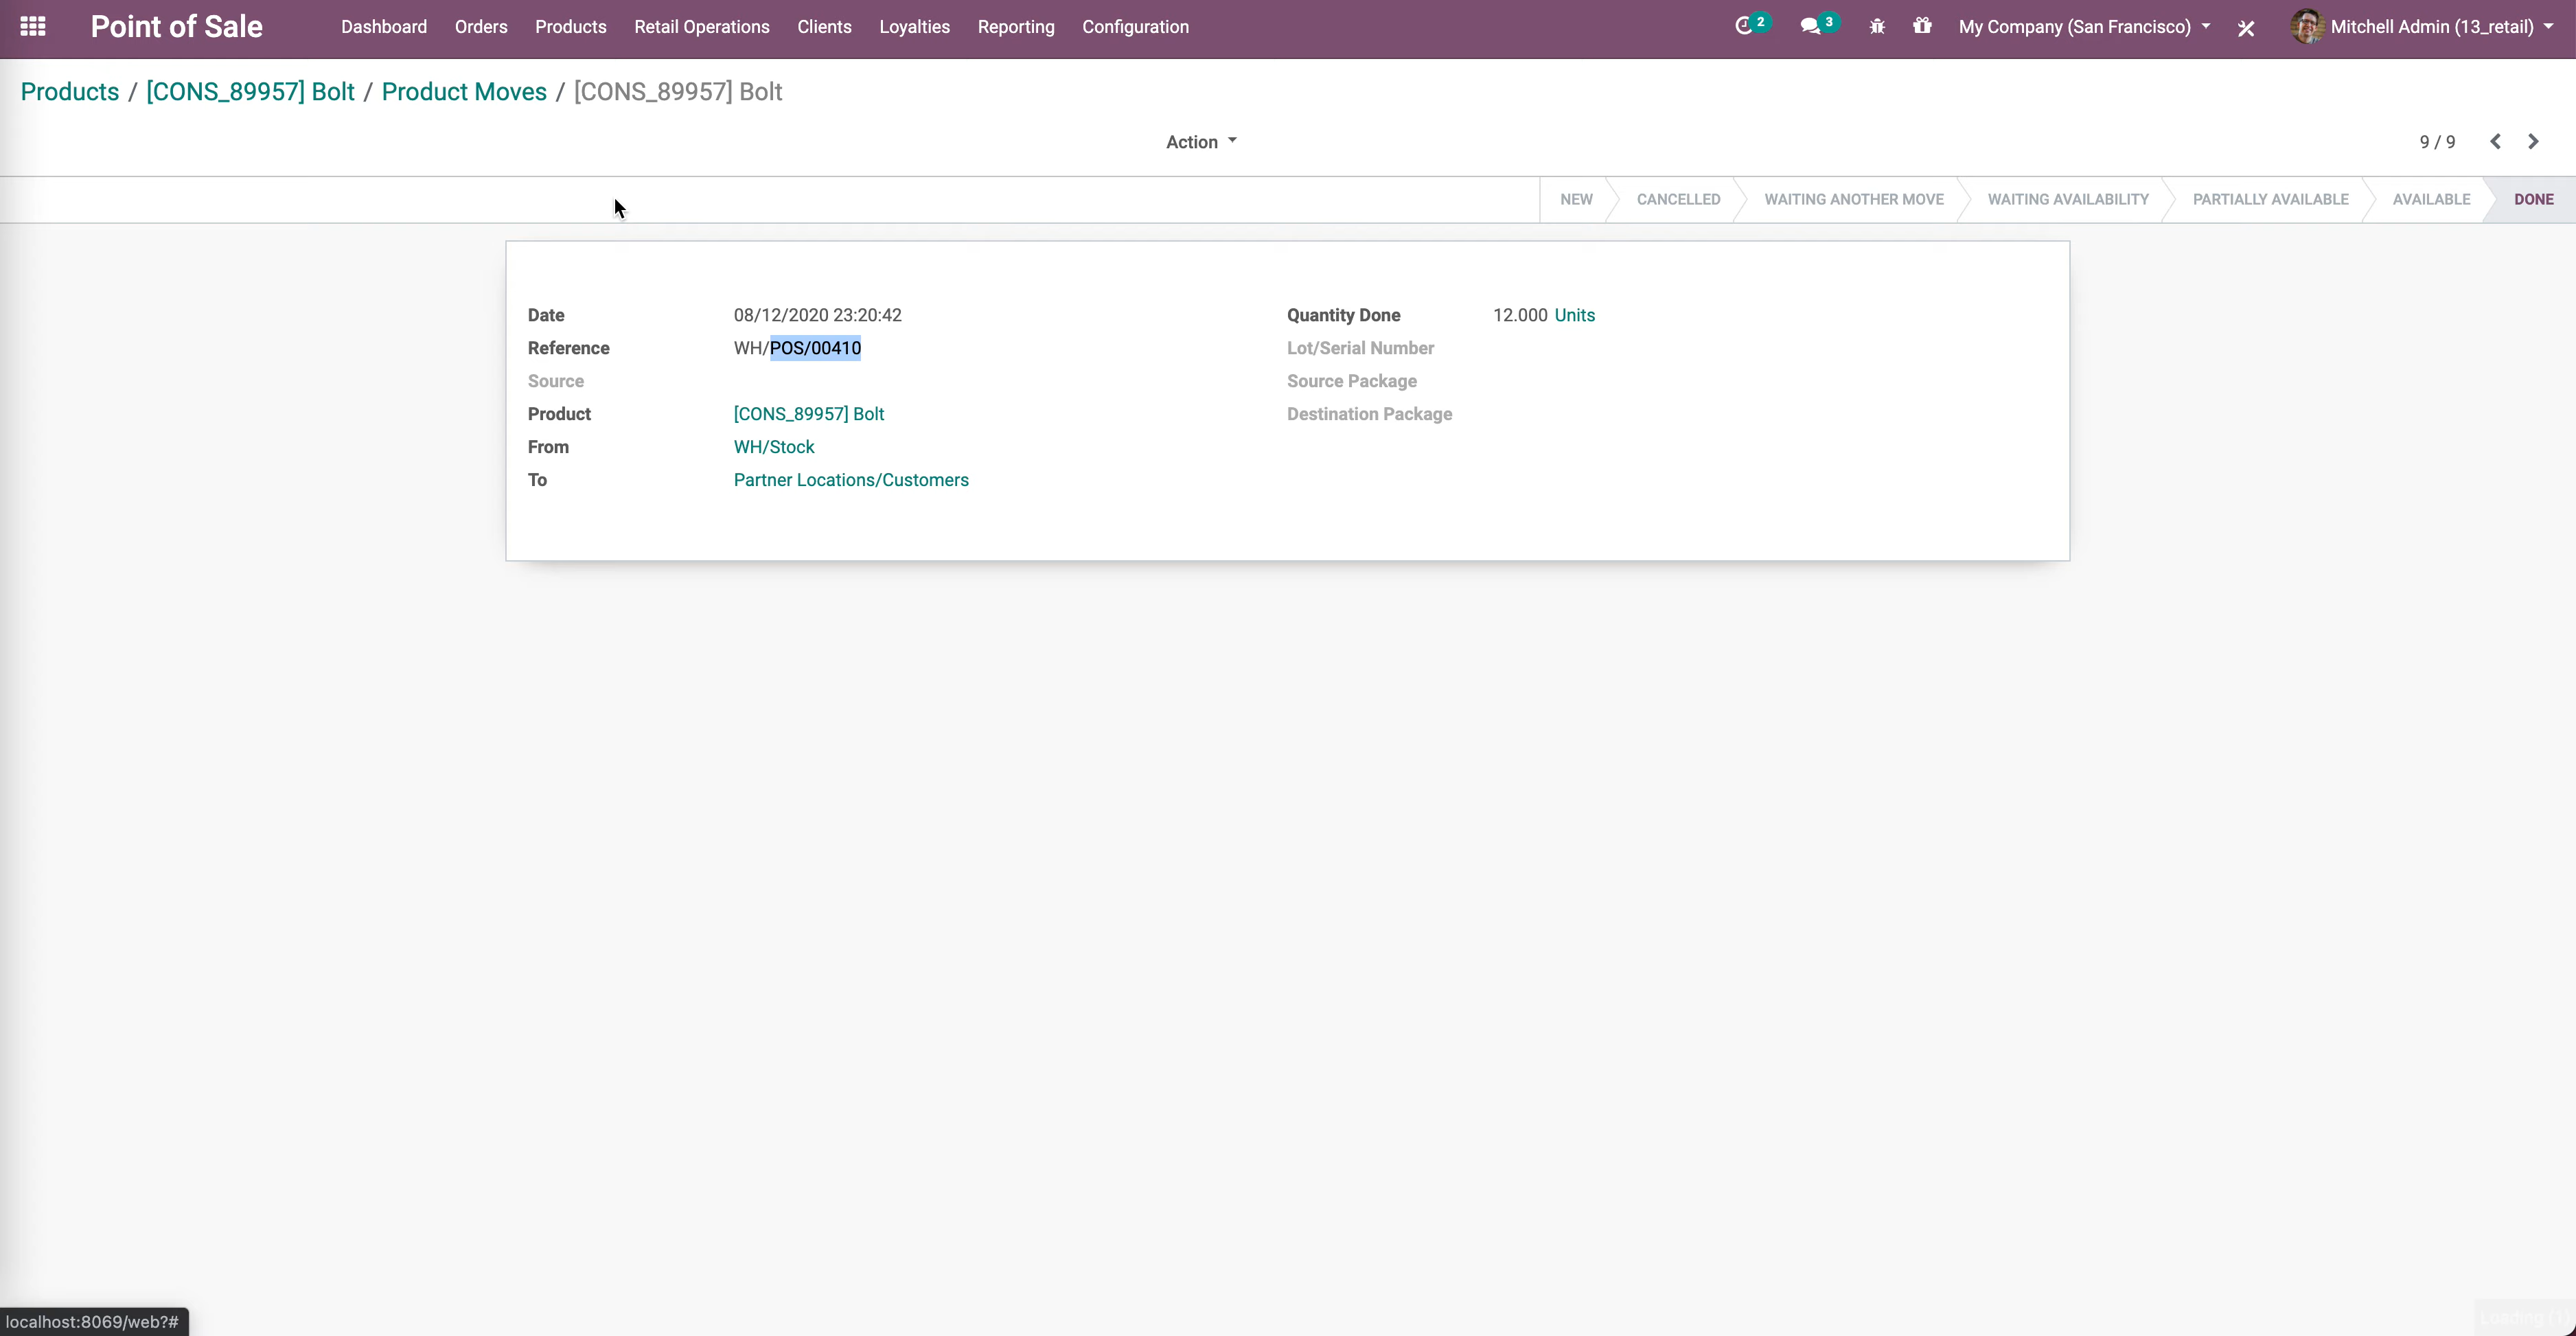 Point of Sale Dashboard Orders Products Retail Operations Clients Loyalties Reporting Configuration 2 3 My Company (San Francisco) Mitchell Admin (13_retail)
Products / [CONS_89957] Bolt / Product Moves / [CONS_89957] Bolt
Action 9 / 9
NEW CANCELLED WAITING ANOTHER MOVE WAITING AVAILABILITY PARTIALLY AVAILABLE AVAILABLE DONE
Date 08/12/2020 23:20:42 Quantity Done 12.000 Units
Reference WH/POS/00410 Lot/Serial Number
Source Source Package
Product [CONS_89957] Bolt Destination Package
From WH/Stock
To Partner Locations/Customers
localhost:8069/web?#